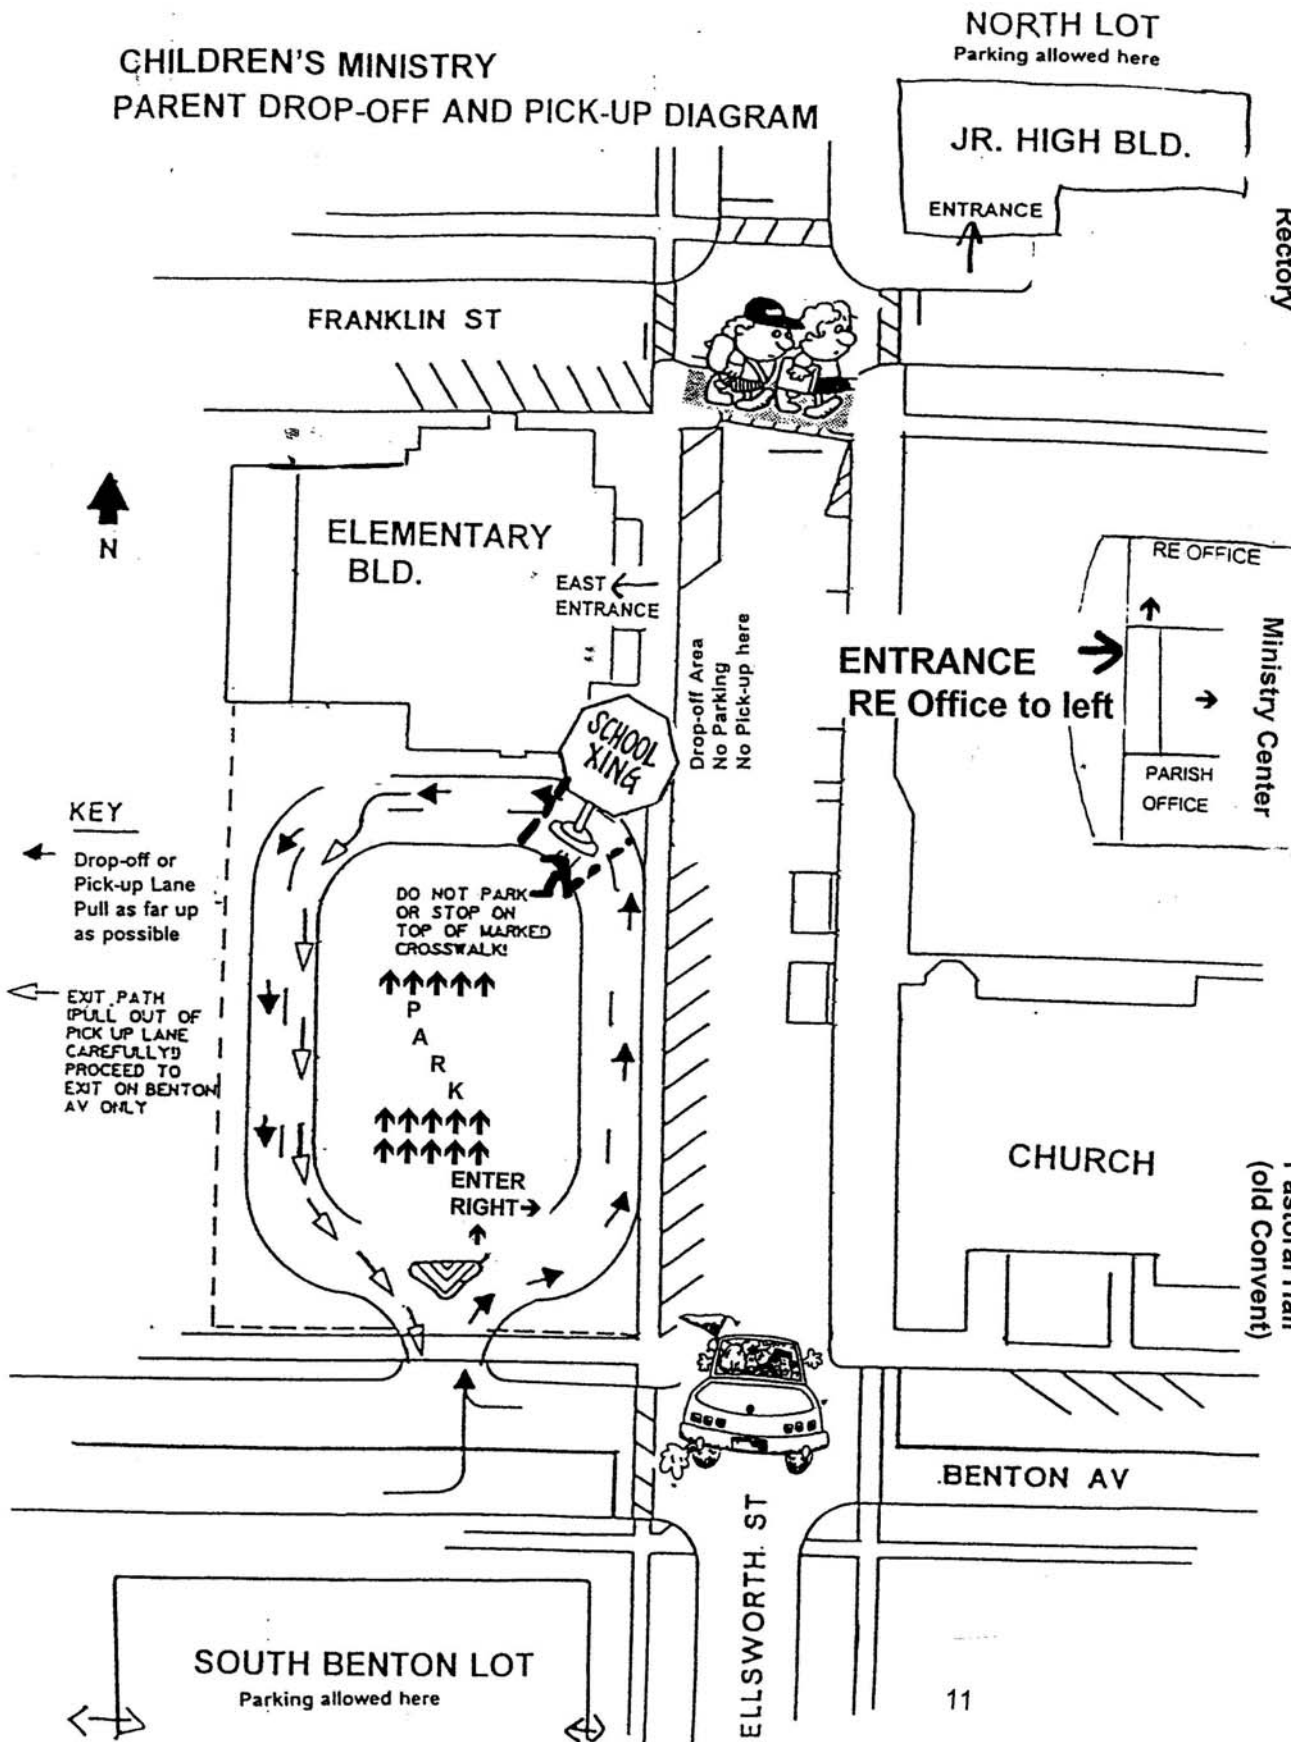 NORTH LOT
Parking allowed here
CHILDREN'S MINISTRY
PARENT DROP-OFF AND PICK-UP DIAGRAM
JR. HIGH BLD.
ENTRANCE
Rectory
FRANKLIN ST
N
ELEMENTARY
BLD.
EAST
ENTRANCE
RE OFFICE
Drop-off Area
No Parking
No Pick-up here
ENTRANCE
RE Office to left
Ministry Center
PARISH
OFFICE
SCHOOL
XING
KEY
Drop-off or
Pick-up Lane
Pull as far up
as possible
DO NOT PARK
OR STOP ON
TOP OF MARKED
CROSSWALK!
EXIT PATH
(PULL OUT OF
PICK UP LANE
CAREFULLY!)
PROCEED TO
EXIT ON BENTON
AV ONLY
P
A
R
K
ENTER
RIGHT
CHURCH
Pastoral Hall
(old Convent)
BENTON AV
ELLSWORTH. ST
SOUTH BENTON LOT
Parking allowed here
11